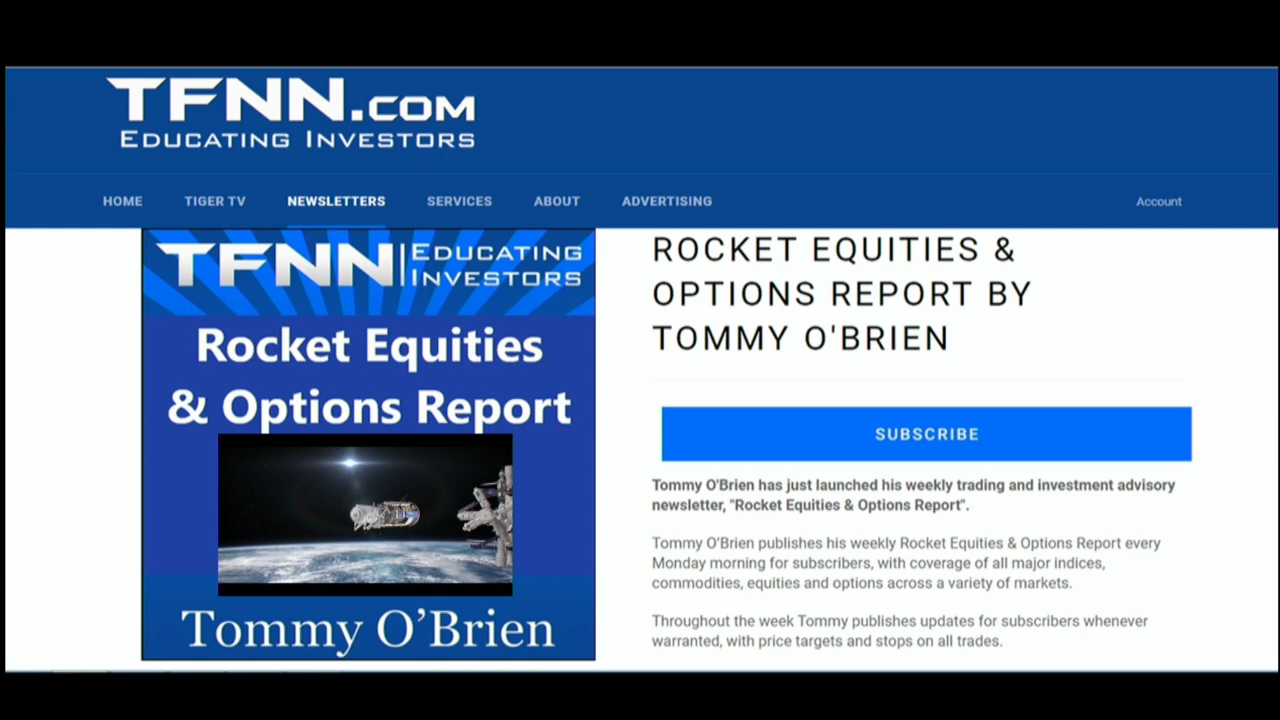 TFNN.COM
EDUCATING INVESTORS
HOME TIGER TV NEWSLETTERS SERVICES ABOUT ADVERTISING Account
TFNN EDUCATING
INVESTORS
Rocket Equities
& Options Report
Tommy O’Brien
ROCKET EQUITIES &
OPTIONS REPORT BY
TOMMY O'BRIEN
SUBSCRIBE
Tommy O'Brien has just launched his weekly trading and investment advisory
newsletter, "Rocket Equities & Options Report".
Tommy O’Brien publishes his weekly Rocket Equities & Options Report every
Monday morning for subscribers, with coverage of all major indices,
commodities, equities and options across a variety of markets.
Throughout the week Tommy publishes updates for subscribers whenever
warranted, with price targets and stops on all trades.